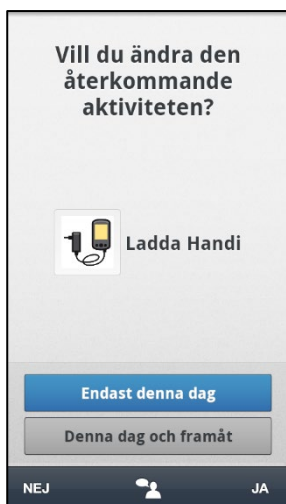 Vill du ändra den
återkommande
aktiviteten?
Ladda Handi
Endast denna dag
Denna dag och framåt
NEJ
JA